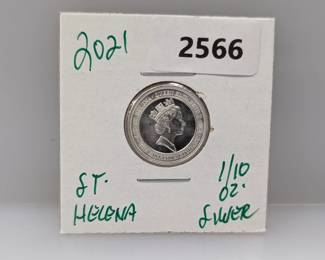 2021
2566
ST.
HELENA
1/10
OZ.
SILVER